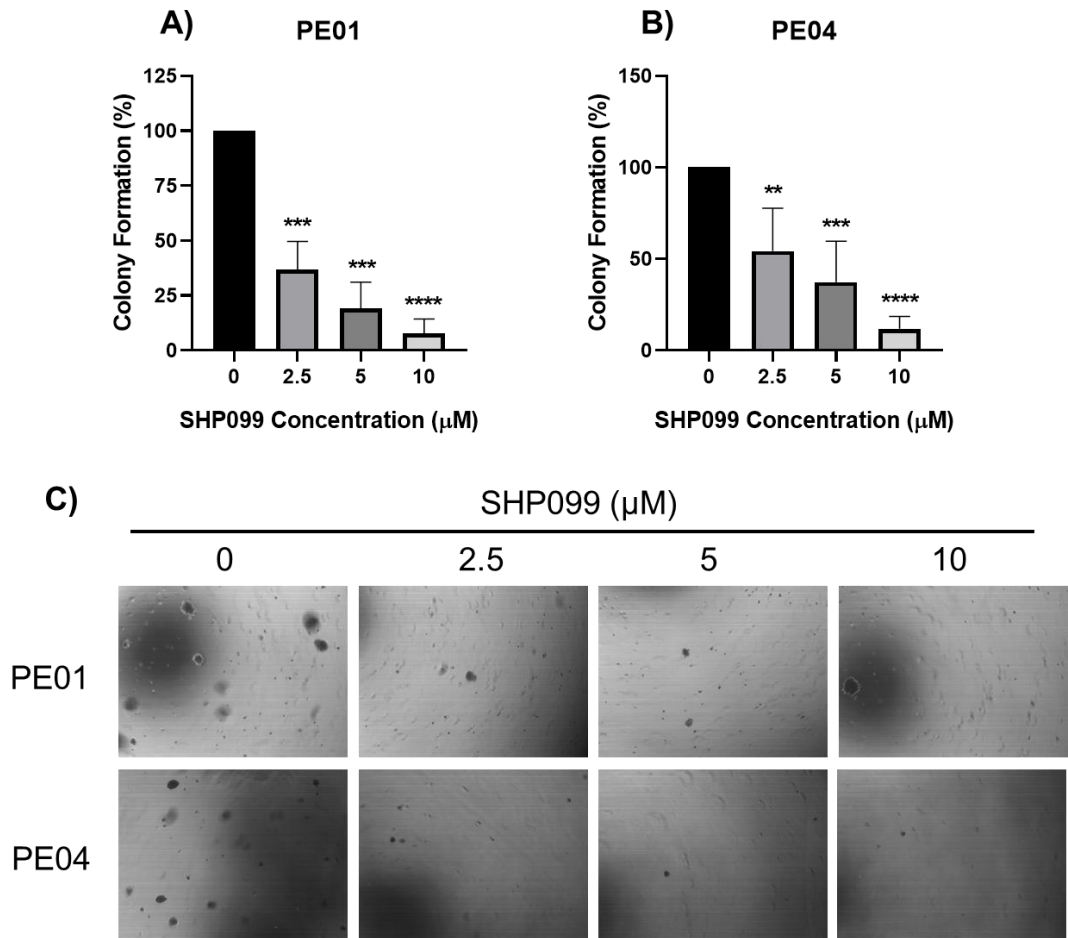 A) PE01
125
100
75
50
25
0
Colony Formation (%)
***
***
****
0 2.5 5 10
SHP099 Concentration (μM)
B) PE04
150
100
50
0
Colony Formation (%)
**
***
****
0 2.5 5 10
SHP099 Concentration (μM)
C) SHP099 (μM)
0 2.5 5 10
PE01
PE04